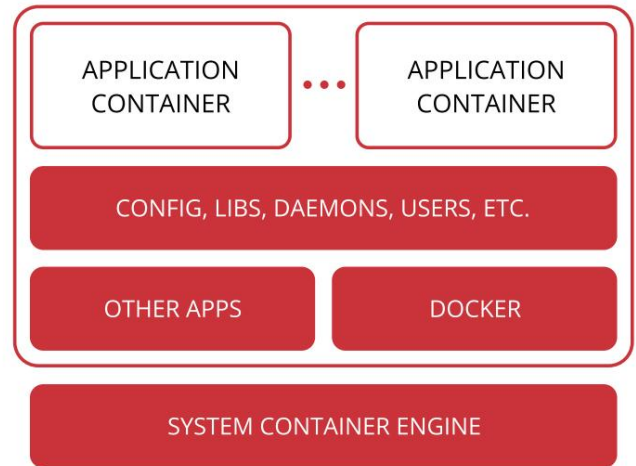 APPLICATION
CONTAINER
•••
APPLICATION
CONTAINER
CONFIG, LIBS, DAEMONS, USERS, ETC.
OTHER APPS
DOCKER
SYSTEM CONTAINER ENGINE